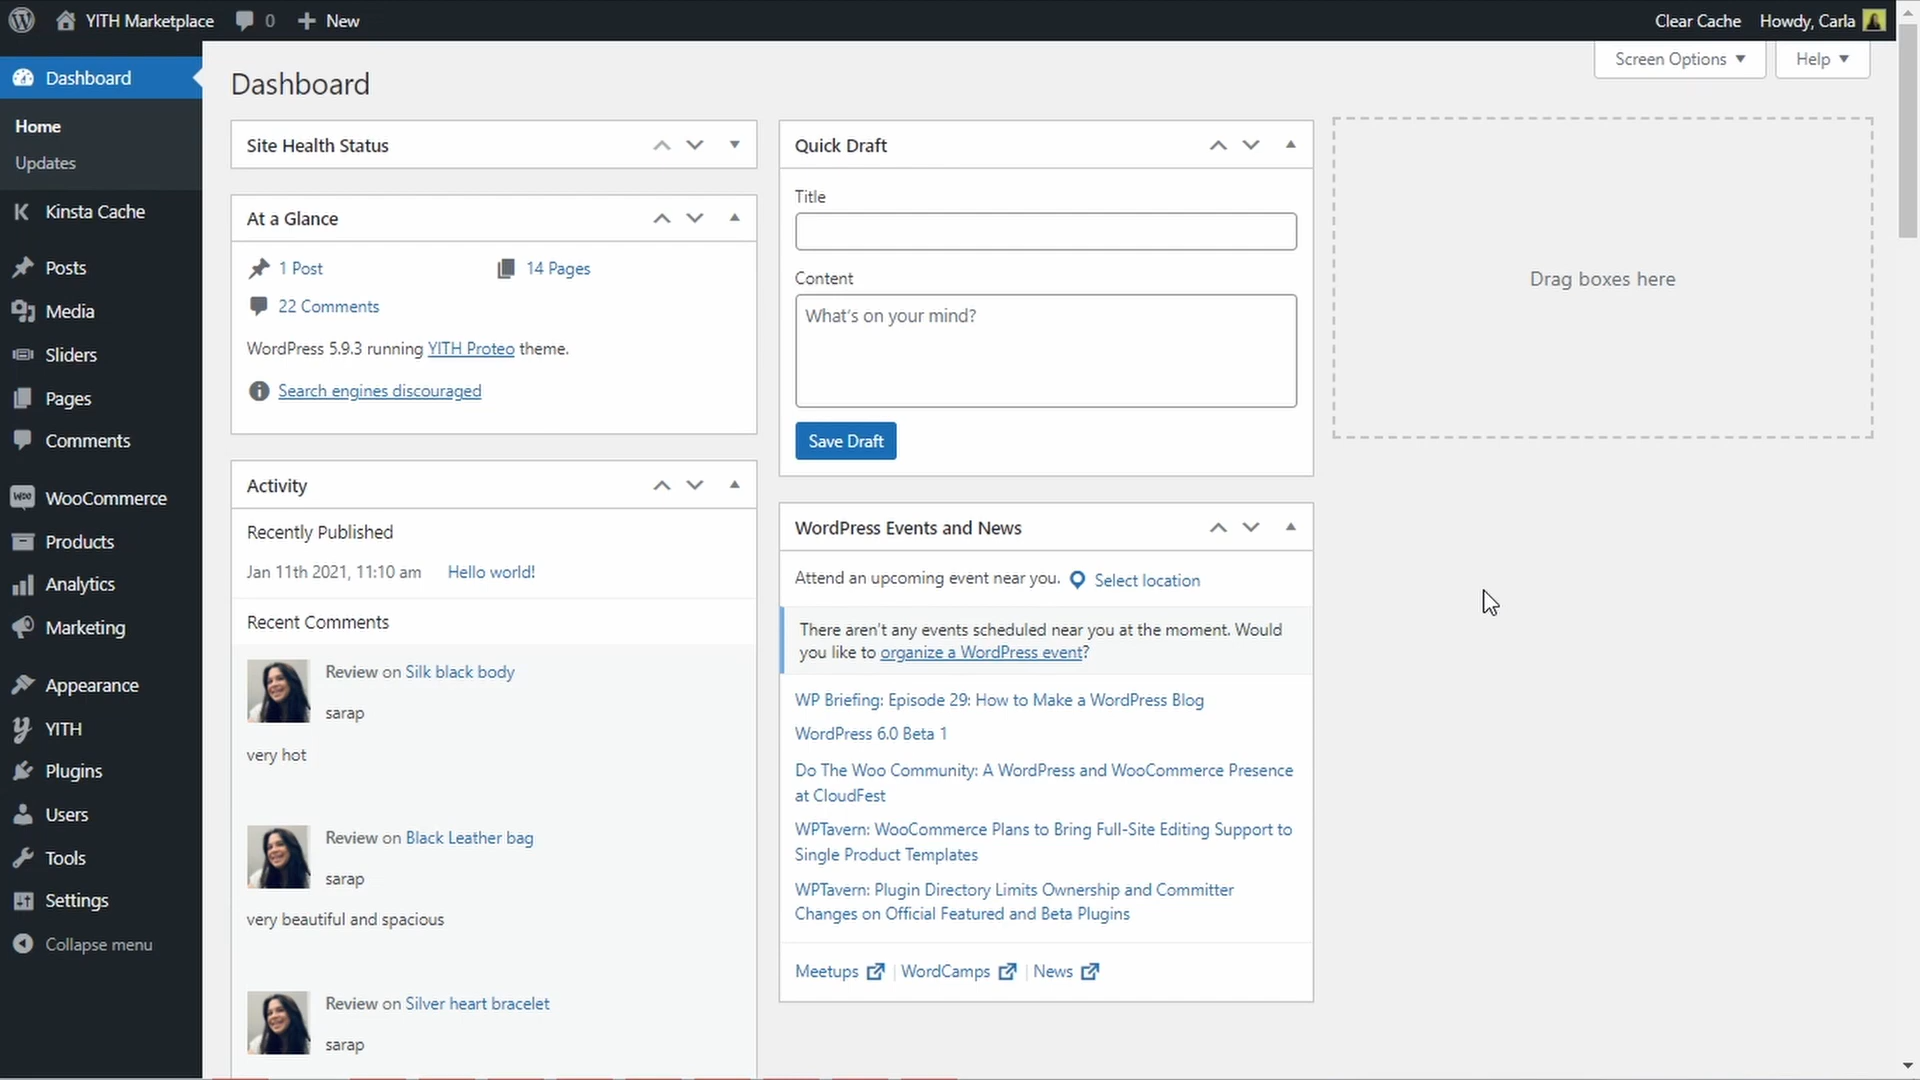 YITH Marketplace 0 New Clear Cache Howdy, Carla
Screen Options Help
Dashboard
Home
Updates
Kinsta Cache
Posts
Media
Sliders
Pages
Comments
WooCommerce
Products
Analytics
Marketing
Appearance
YITH
Plugins
Users
Tools
Settings
Collapse menu
Dashboard
Site Health Status
At a Glance
1 Post 14 Pages
22 Comments
WordPress 5.9.3 running YITH Proteo theme.
Search engines discouraged
Activity
Recently Published
Jan 11th 2021, 11:10 am Hello world!
Recent Comments
Review on Silk black body
sarap
very hot
Review on Black Leather bag
sarap
very beautiful and spacious
Review on Silver heart bracelet
sarap
Quick Draft
Title
Content
What's on your mind?
Save Draft
WordPress Events and News
Attend an upcoming event near you. Select location
There aren't any events scheduled near you at the moment. Would
you like to organize a WordPress event?
WP Briefing: Episode 29: How to Make a WordPress Blog
WordPress 6.0 Beta 1
Do The Woo Community: A WordPress and WooCommerce Presence
at CloudFest
WPTavern: WooCommerce Plans to Bring Full-Site Editing Support to
Single Product Templates
WPTavern: Plugin Directory Limits Ownership and Committer
Changes on Official Featured and Beta Plugins
Meetups | WordCamps | News
Drag boxes here